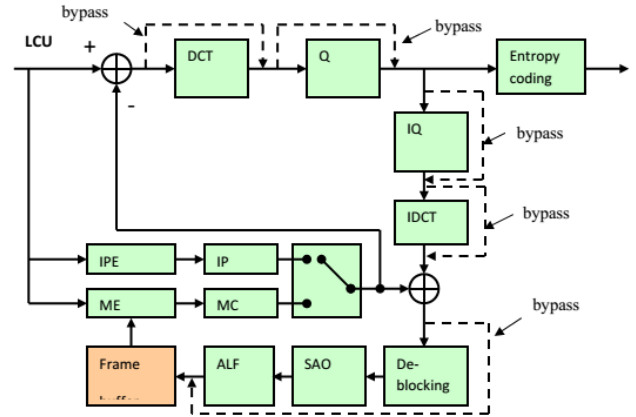 bypass
LCU
+
DCT
Q
bypass
Entropy
coding
-
IQ
bypass
IDCT
bypass
IPE
IP
ME
MC
bypass
Frame
ALF
SAO
De-
blocking